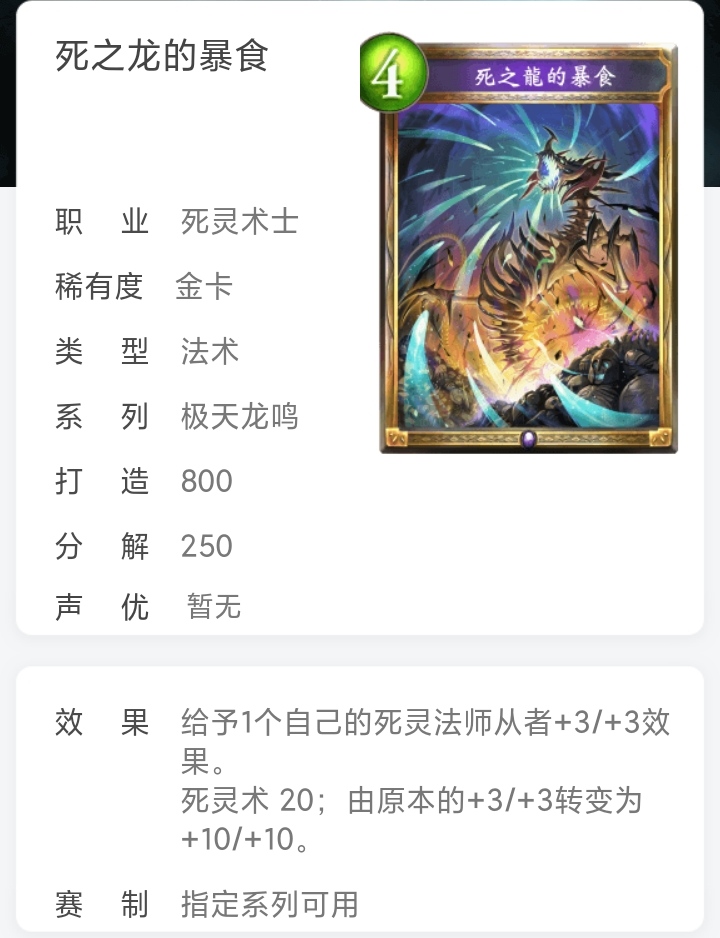 死之龙的暴食
4
死之龍的暴食
职 业 死灵术士
稀有度 金卡
类 型 法术
系 列 极天龙鸣
打 造 800
分 解 250
声 优 暂无
效 果 给予1个自己的死灵法师从者+3/+3效
果。
死灵术 20；由原本的+3/+3转变为
+10/+10。
赛 制 指定系列可用